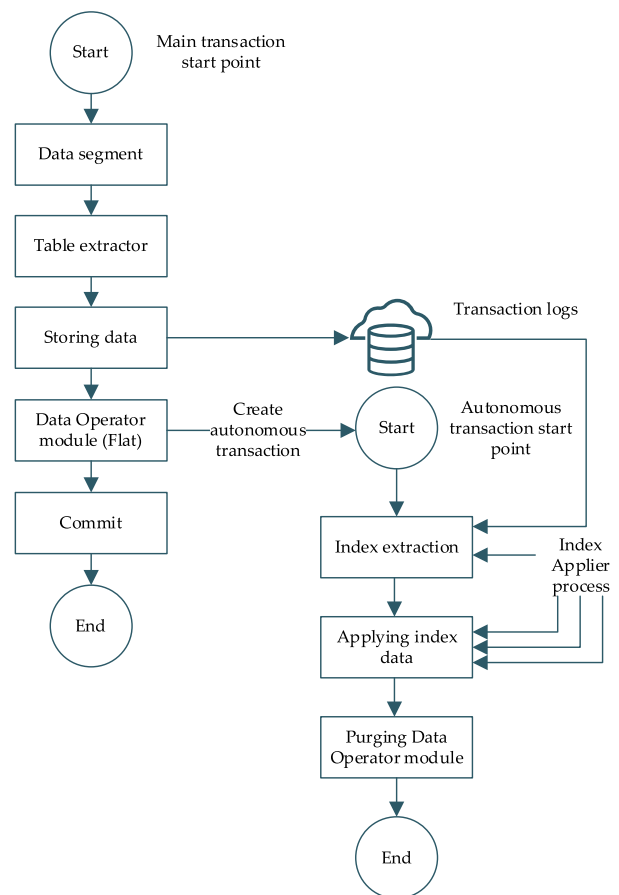 Start
Main transaction
start point
Data segment
Table extractor
Storing data
Transaction logs
Data Operator
module (Flat)
Create
autonomous
transaction
Start
Autonomous
transaction start
point
Commit
Index extraction
Index
Applier
process
End
Applying index
data
Purging Data
Operator module
End